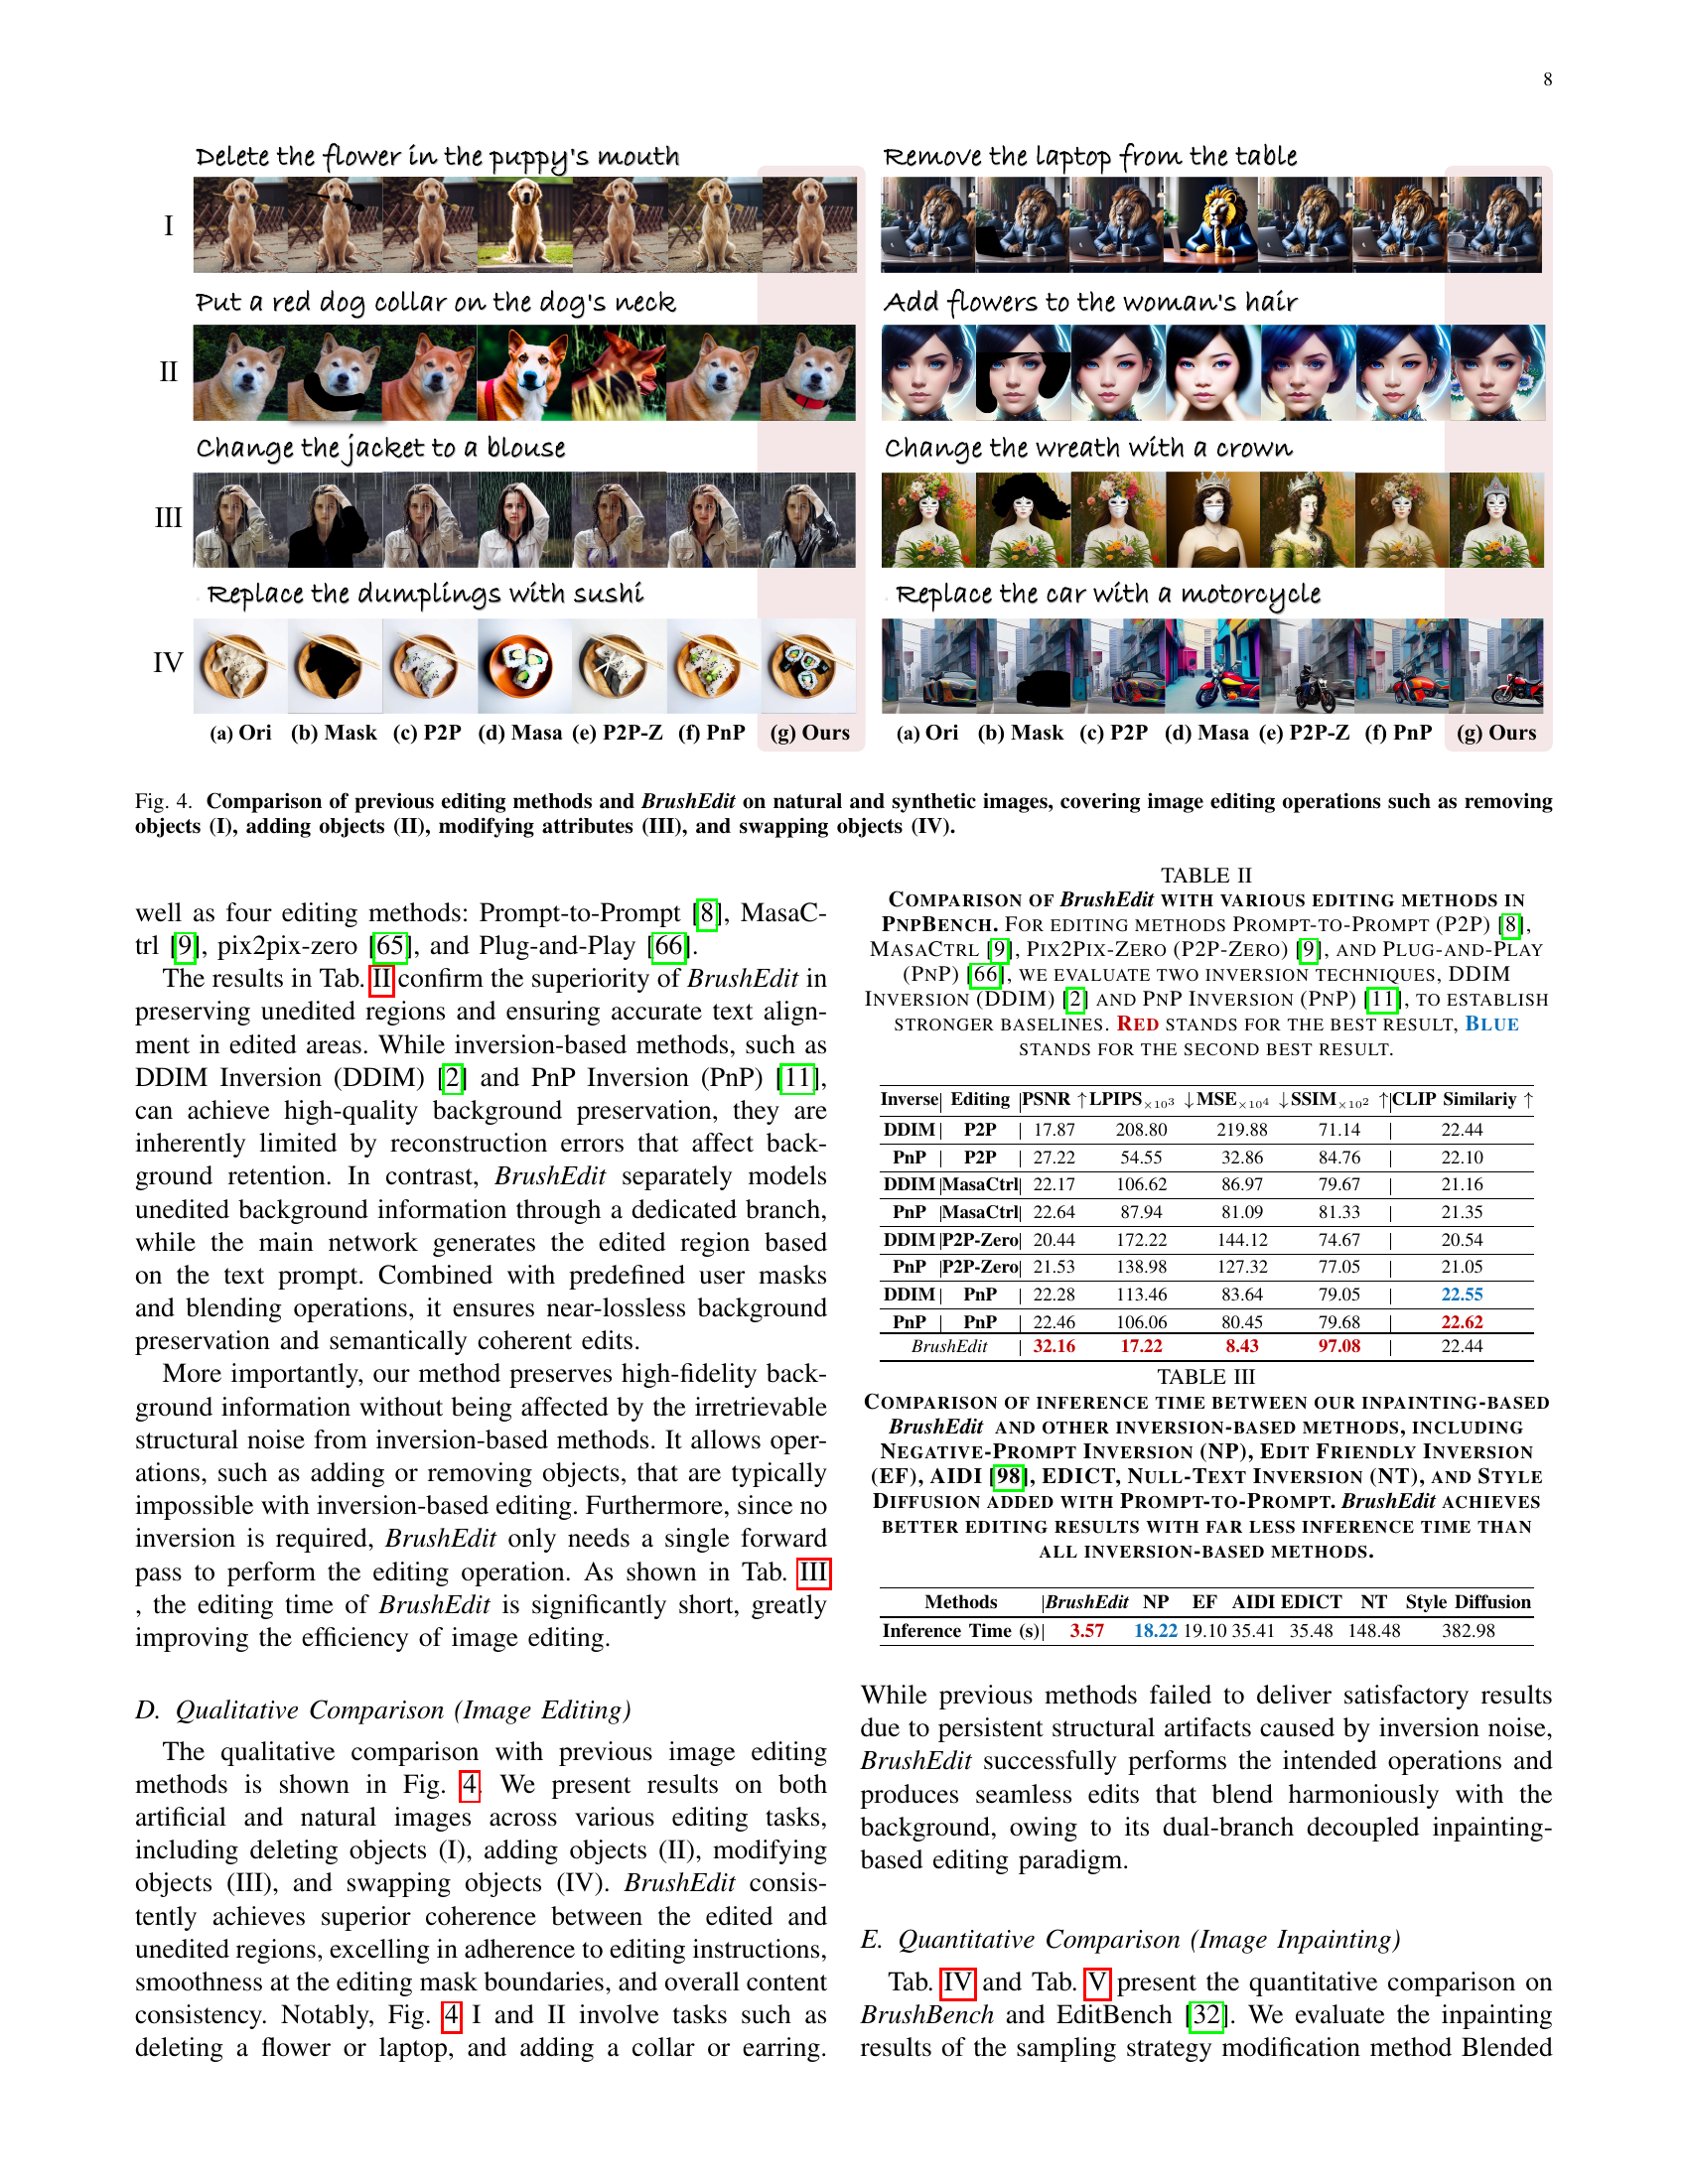 8
Delete the flower in the puppy's mouth
Remove the laptop from the table
I
Put a red dog collar on the dog's neck
Add flowers to the woman's hair
II
Change the jacket to a blouse
Change the wreath with a crown
III
Replace the dumplings with sushi
Replace the car with a motorcycle
IV
(a) Ori (b) Mask (c) P2P (d) Masa (e) P2P-Z (f) PnP (g) Ours
(a) Ori (b) Mask (c) P2P (d) Masa (e) P2P-Z (f) PnP (g) Ours
Fig. 4. Comparison of previous editing methods and BrushEdit on natural and synthetic images, covering image editing operations such as removing
objects (I), adding objects (II), modifying attributes (III), and swapping objects (IV).
well as four editing methods: Prompt-to-Prompt [8], MasaC-
trl [9], pix2pix-zero [65], and Plug-and-Play [66].
The results in Tab. II confirm the superiority of BrushEdit in
preserving unedited regions and ensuring accurate text align-
ment in edited areas. While inversion-based methods, such as
DDIM Inversion (DDIM) [2] and PnP Inversion (PnP) [11],
can achieve high-quality background preservation, they are
inherently limited by reconstruction errors that affect back-
ground retention. In contrast, BrushEdit separately models
unedited background information through a dedicated branch,
while the main network generates the edited region based
on the text prompt. Combined with predefined user masks
and blending operations, it ensures near-lossless background
preservation and semantically coherent edits.
More importantly, our method preserves high-fidelity back-
ground information without being affected by the irretrievable
structural noise from inversion-based methods. It allows oper-
ations, such as adding or removing objects, that are typically
impossible with inversion-based editing. Furthermore, since no
inversion is required, BrushEdit only needs a single forward
pass to perform the editing operation. As shown in Tab. III
, the editing time of BrushEdit is significantly short, greatly
improving the efficiency of image editing.
D. Qualitative Comparison (Image Editing)
The qualitative comparison with previous image editing
methods is shown in Fig. 4. We present results on both
artificial and natural images across various editing tasks,
including deleting objects (I), adding objects (II), modifying
objects (III), and swapping objects (IV). BrushEdit consis-
tently achieves superior coherence between the edited and
unedited regions, excelling in adherence to editing instructions,
smoothness at the editing mask boundaries, and overall content
consistency. Notably, Fig. 4 I and II involve tasks such as
deleting a flower or laptop, and adding a collar or earring.
TABLE II
COMPARISON OF BrushEdit WITH VARIOUS EDITING METHODS IN
PNPBENCH. FOR EDITING METHODS PROMPT-TO-PROMPT (P2P) [8],
MASACTRL [9], PIX2PIX-ZERO (P2P-ZERO) [9], AND PLUG-AND-PLAY
(PNP) [66], WE EVALUATE TWO INVERSION TECHNIQUES, DDIM
INVERSION (DDIM) [2] AND PNP INVERSION (PNP) [11], TO ESTABLISH
STRONGER BASELINES. RED STANDS FOR THE BEST RESULT, BLUE
STANDS FOR THE SECOND BEST RESULT.
Inverse Editing PSNR ↑ LPIPS×10³ ↓ MSE×10⁴ ↓ SSIM×10² ↑ CLIP Similariy ↑
DDIM P2P 17.87 208.80 219.88 71.14 22.44
PnP P2P 27.22 54.55 32.86 84.76 22.10
DDIM MasaCtrl 22.17 106.62 86.97 79.67 21.16
PnP MasaCtrl 22.64 87.94 81.09 81.33 21.35
DDIM P2P-Zero 20.44 172.22 144.12 74.67 20.54
PnP P2P-Zero 21.53 138.98 127.32 77.05 21.05
DDIM PnP 22.28 113.46 83.64 79.05 22.55
PnP PnP 22.46 106.06 80.45 79.68 22.62
BrushEdit 32.16 17.22 8.43 97.08 22.44
TABLE III
COMPARISON OF INFERENCE TIME BETWEEN OUR INPAINTING-BASED
BrushEdit AND OTHER INVERSION-BASED METHODS, INCLUDING
NEGATIVE-PROMPT INVERSION (NP), EDIT FRIENDLY INVERSION
(EF), AIDI [98], EDICT, NULL-TEXT INVERSION (NT), AND STYLE
DIFFUSION ADDED WITH PROMPT-TO-PROMPT. BrushEdit ACHIEVES
BETTER EDITING RESULTS WITH FAR LESS INFERENCE TIME THAN
ALL INVERSION-BASED METHODS.
Methods BrushEdit NP EF AIDI EDICT NT Style Diffusion
Inference Time (s) 3.57 18.22 19.10 35.41 35.48 148.48 382.98
While previous methods failed to deliver satisfactory results
due to persistent structural artifacts caused by inversion noise,
BrushEdit successfully performs the intended operations and
produces seamless edits that blend harmoniously with the
background, owing to its dual-branch decoupled inpainting-
based editing paradigm.
E. Quantitative Comparison (Image Inpainting)
Tab. IV and Tab. V present the quantitative comparison on
BrushBench and EditBench [32]. We evaluate the inpainting
results of the sampling strategy modification method Blended